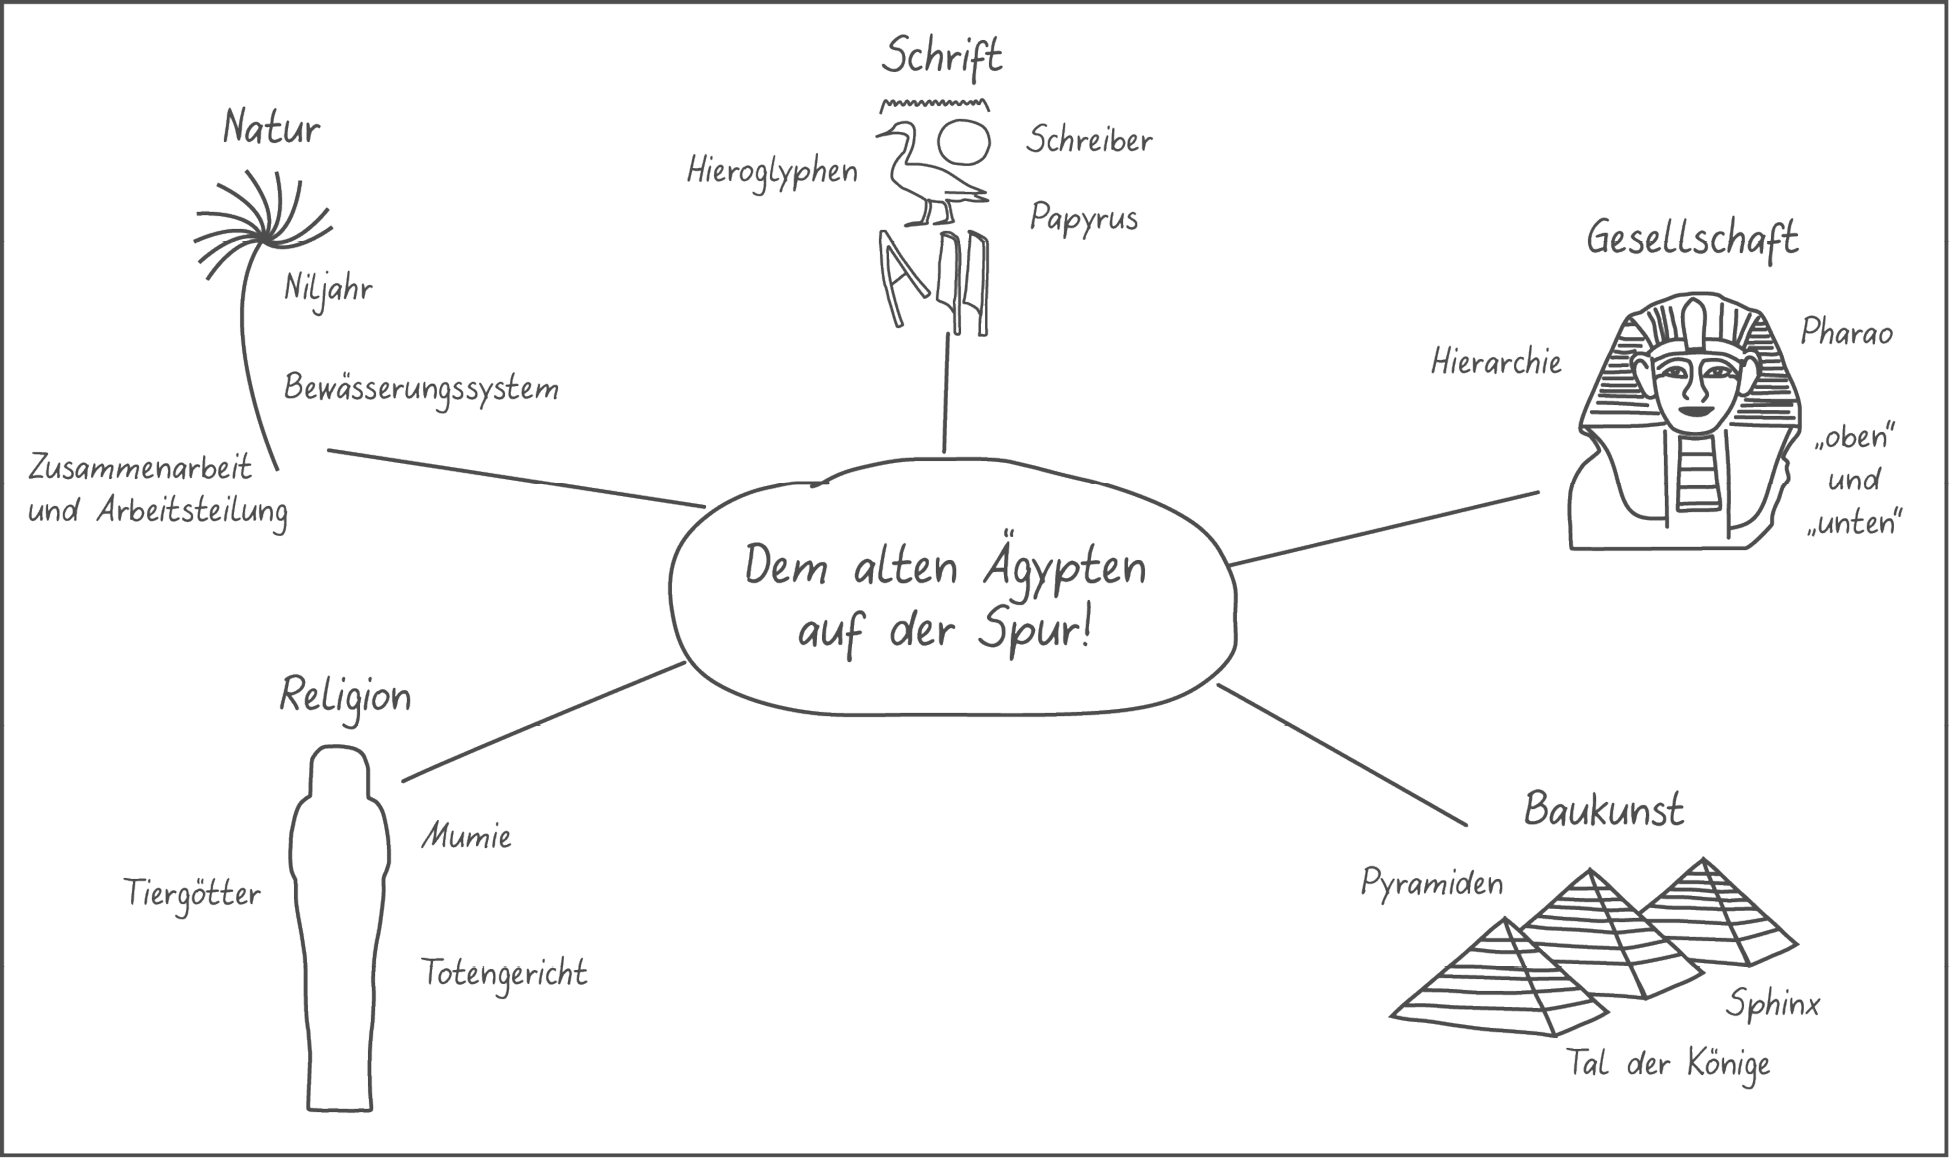 Schrift
Hieroglyphen
Schreiber
Papyrus
Natur
Niljahr
Bewässerungssystem
Zusammenarbeit
und Arbeitsteilung
Gesellschaft
Hierarchie
Pharao
„oben“
und
„unten“
Dem alten Ägypten
auf der Spur!
Religion
Mumie
Tiergötter
Totengericht
Baukunst
Pyramiden
Sphinx
Tal der Könige